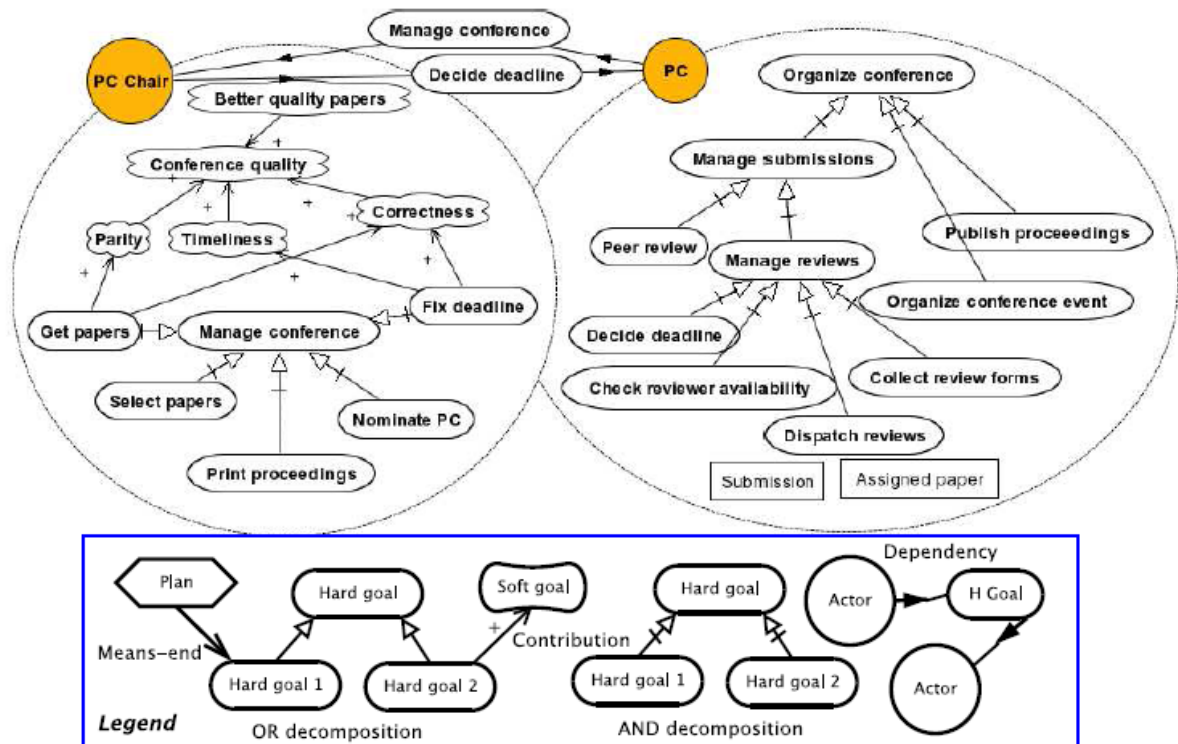 Manage conference
PC Chair
Decide deadline
PC
Better quality papers
Organize conference
+
Conference quality
+
Manage submissions
+
+
+
Correctness
Parity
Timeliness
Peer review
Publish proceeedings
+
+
+
Manage reviews
Get papers
Manage conference
Fix deadline
Organize conference event
Decide deadline
Select papers
Check reviewer availability
Collect review forms
Nominate PC
Dispatch reviews
Print proceedings
Submission
Assigned paper
Plan
Hard goal
Soft goal
Hard goal
Dependency
Actor
H Goal
+
Contribution
Means-end
Hard goal 1
Hard goal 2
Hard goal 1
Hard goal 2
Actor
Legend
OR decomposition
AND decomposition